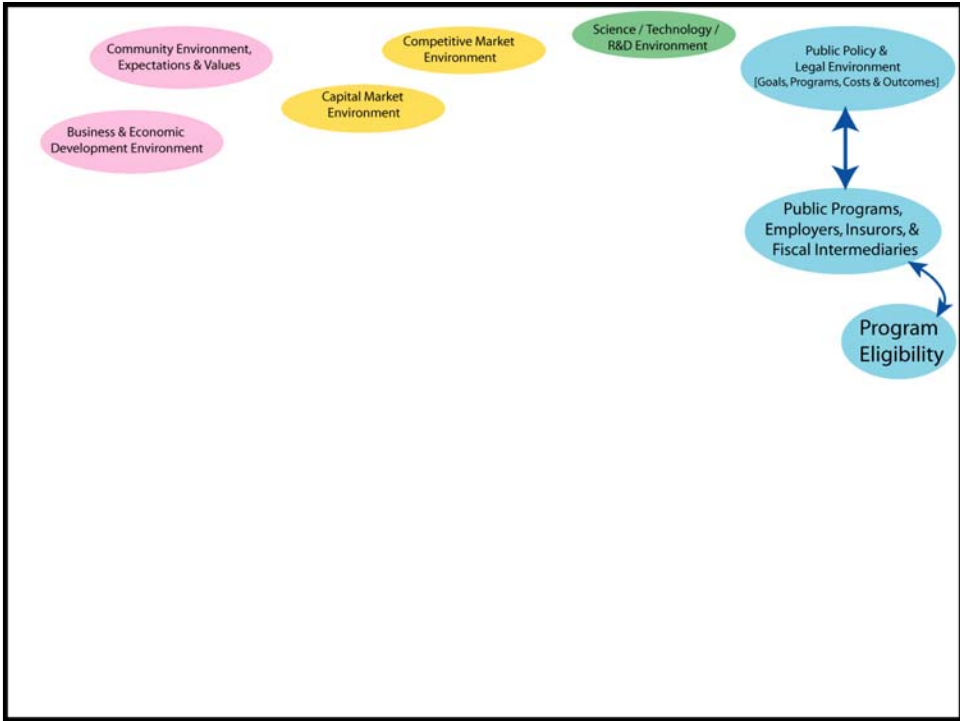 Community Environment,
Expectations & Values
Competitive Market
Environment
Science / Technology /
R&D Environment
Public Policy &
Legal Environment
[Goals, Programs, Costs & Outcomes]
Capital Market
Environment
Business & Economic
Development Environment
Public Programs,
Employers, Insurors, &
Fiscal Intermediaries
Program
Eligibility